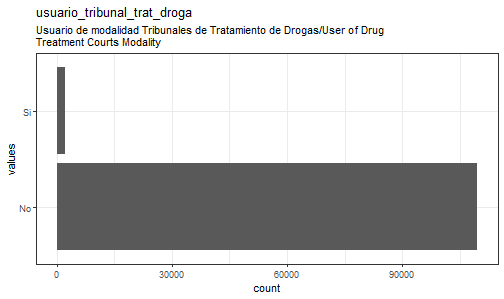 usuario_tribunal_trat_droga
Usuario de modalidad Tribunales de Tratamiento de Drogas/User of Drug
Treatment Courts Modality
values
Si
No
0 30000 60000 90000
count